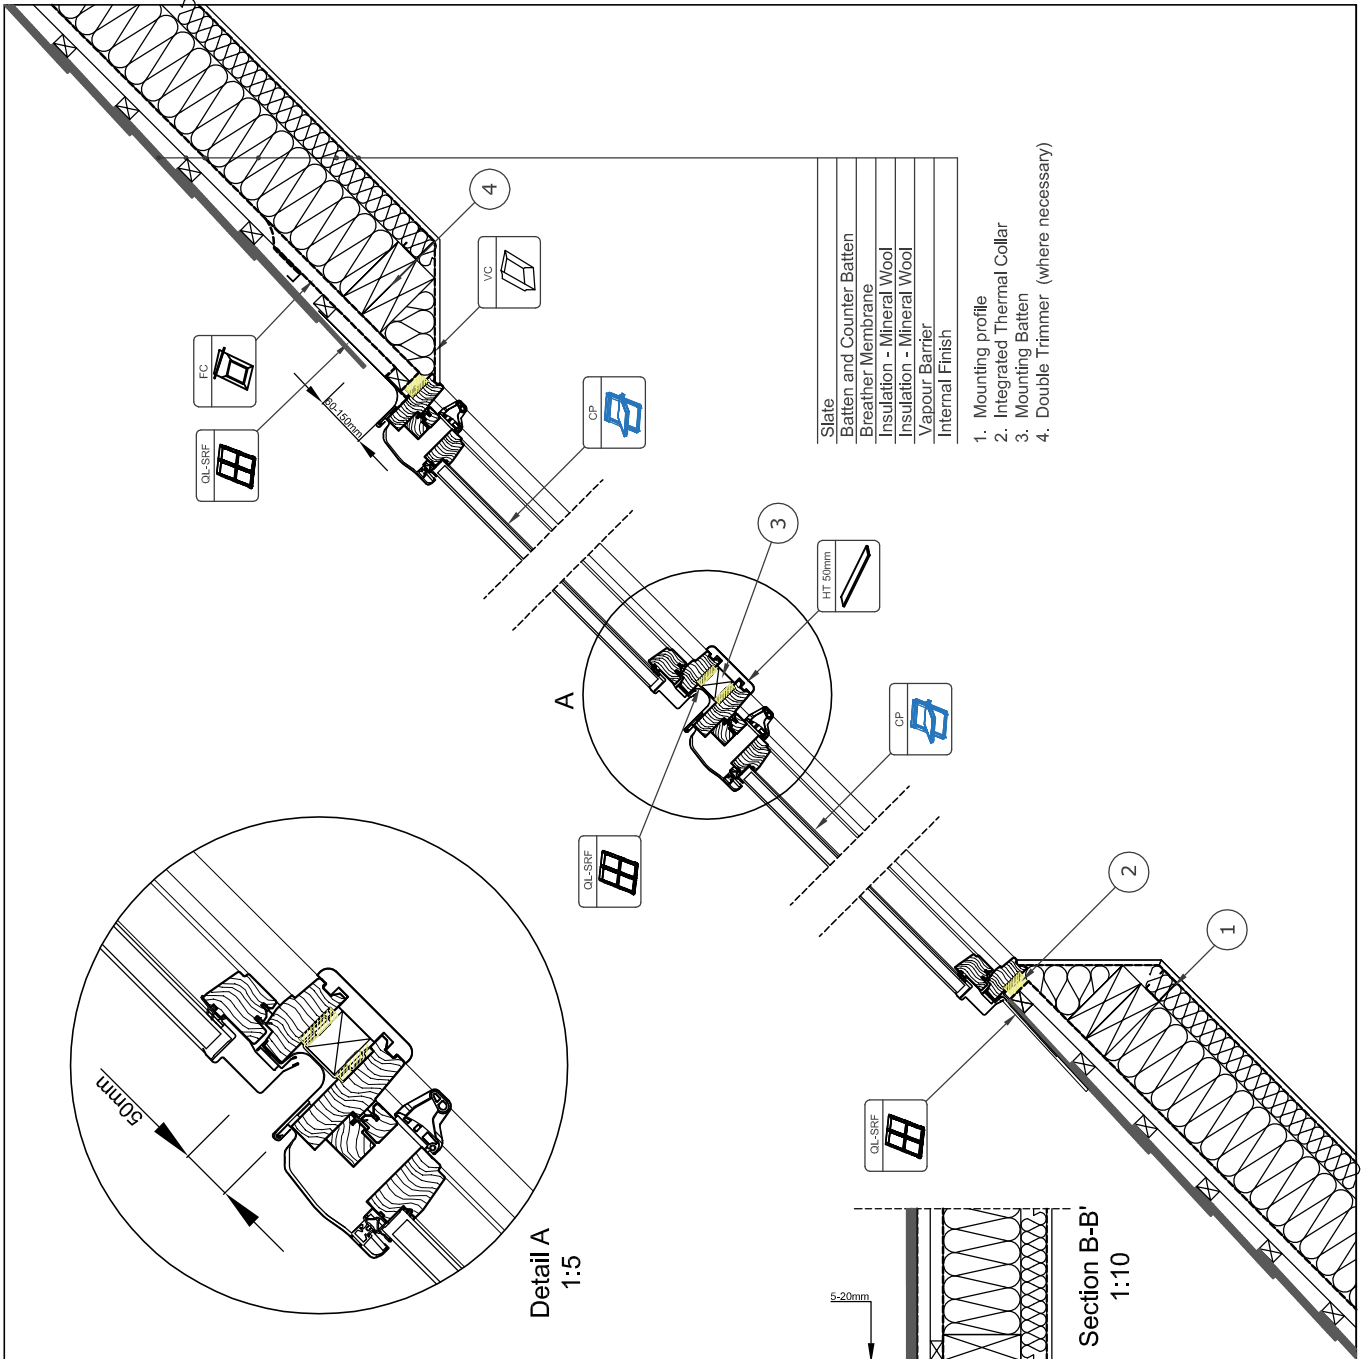 FC
QL-SRF
60-150mm
4
VC
CP
Slate
Batten and Counter Batten
Breather Membrane
Insulation - Mineral Wool
Insulation - Mineral Wool
Vapour Barrier
Internal Finish
1. Mounting profile
2. Integrated Thermal Collar
3. Mounting Batten
4. Double Trimmer (where necessary)
3
HT 50mm
A
QL-SRF
CP
2
1
QL-SRF
50mm
Detail A
1:5
5-20mm
Section B-B'
1:10